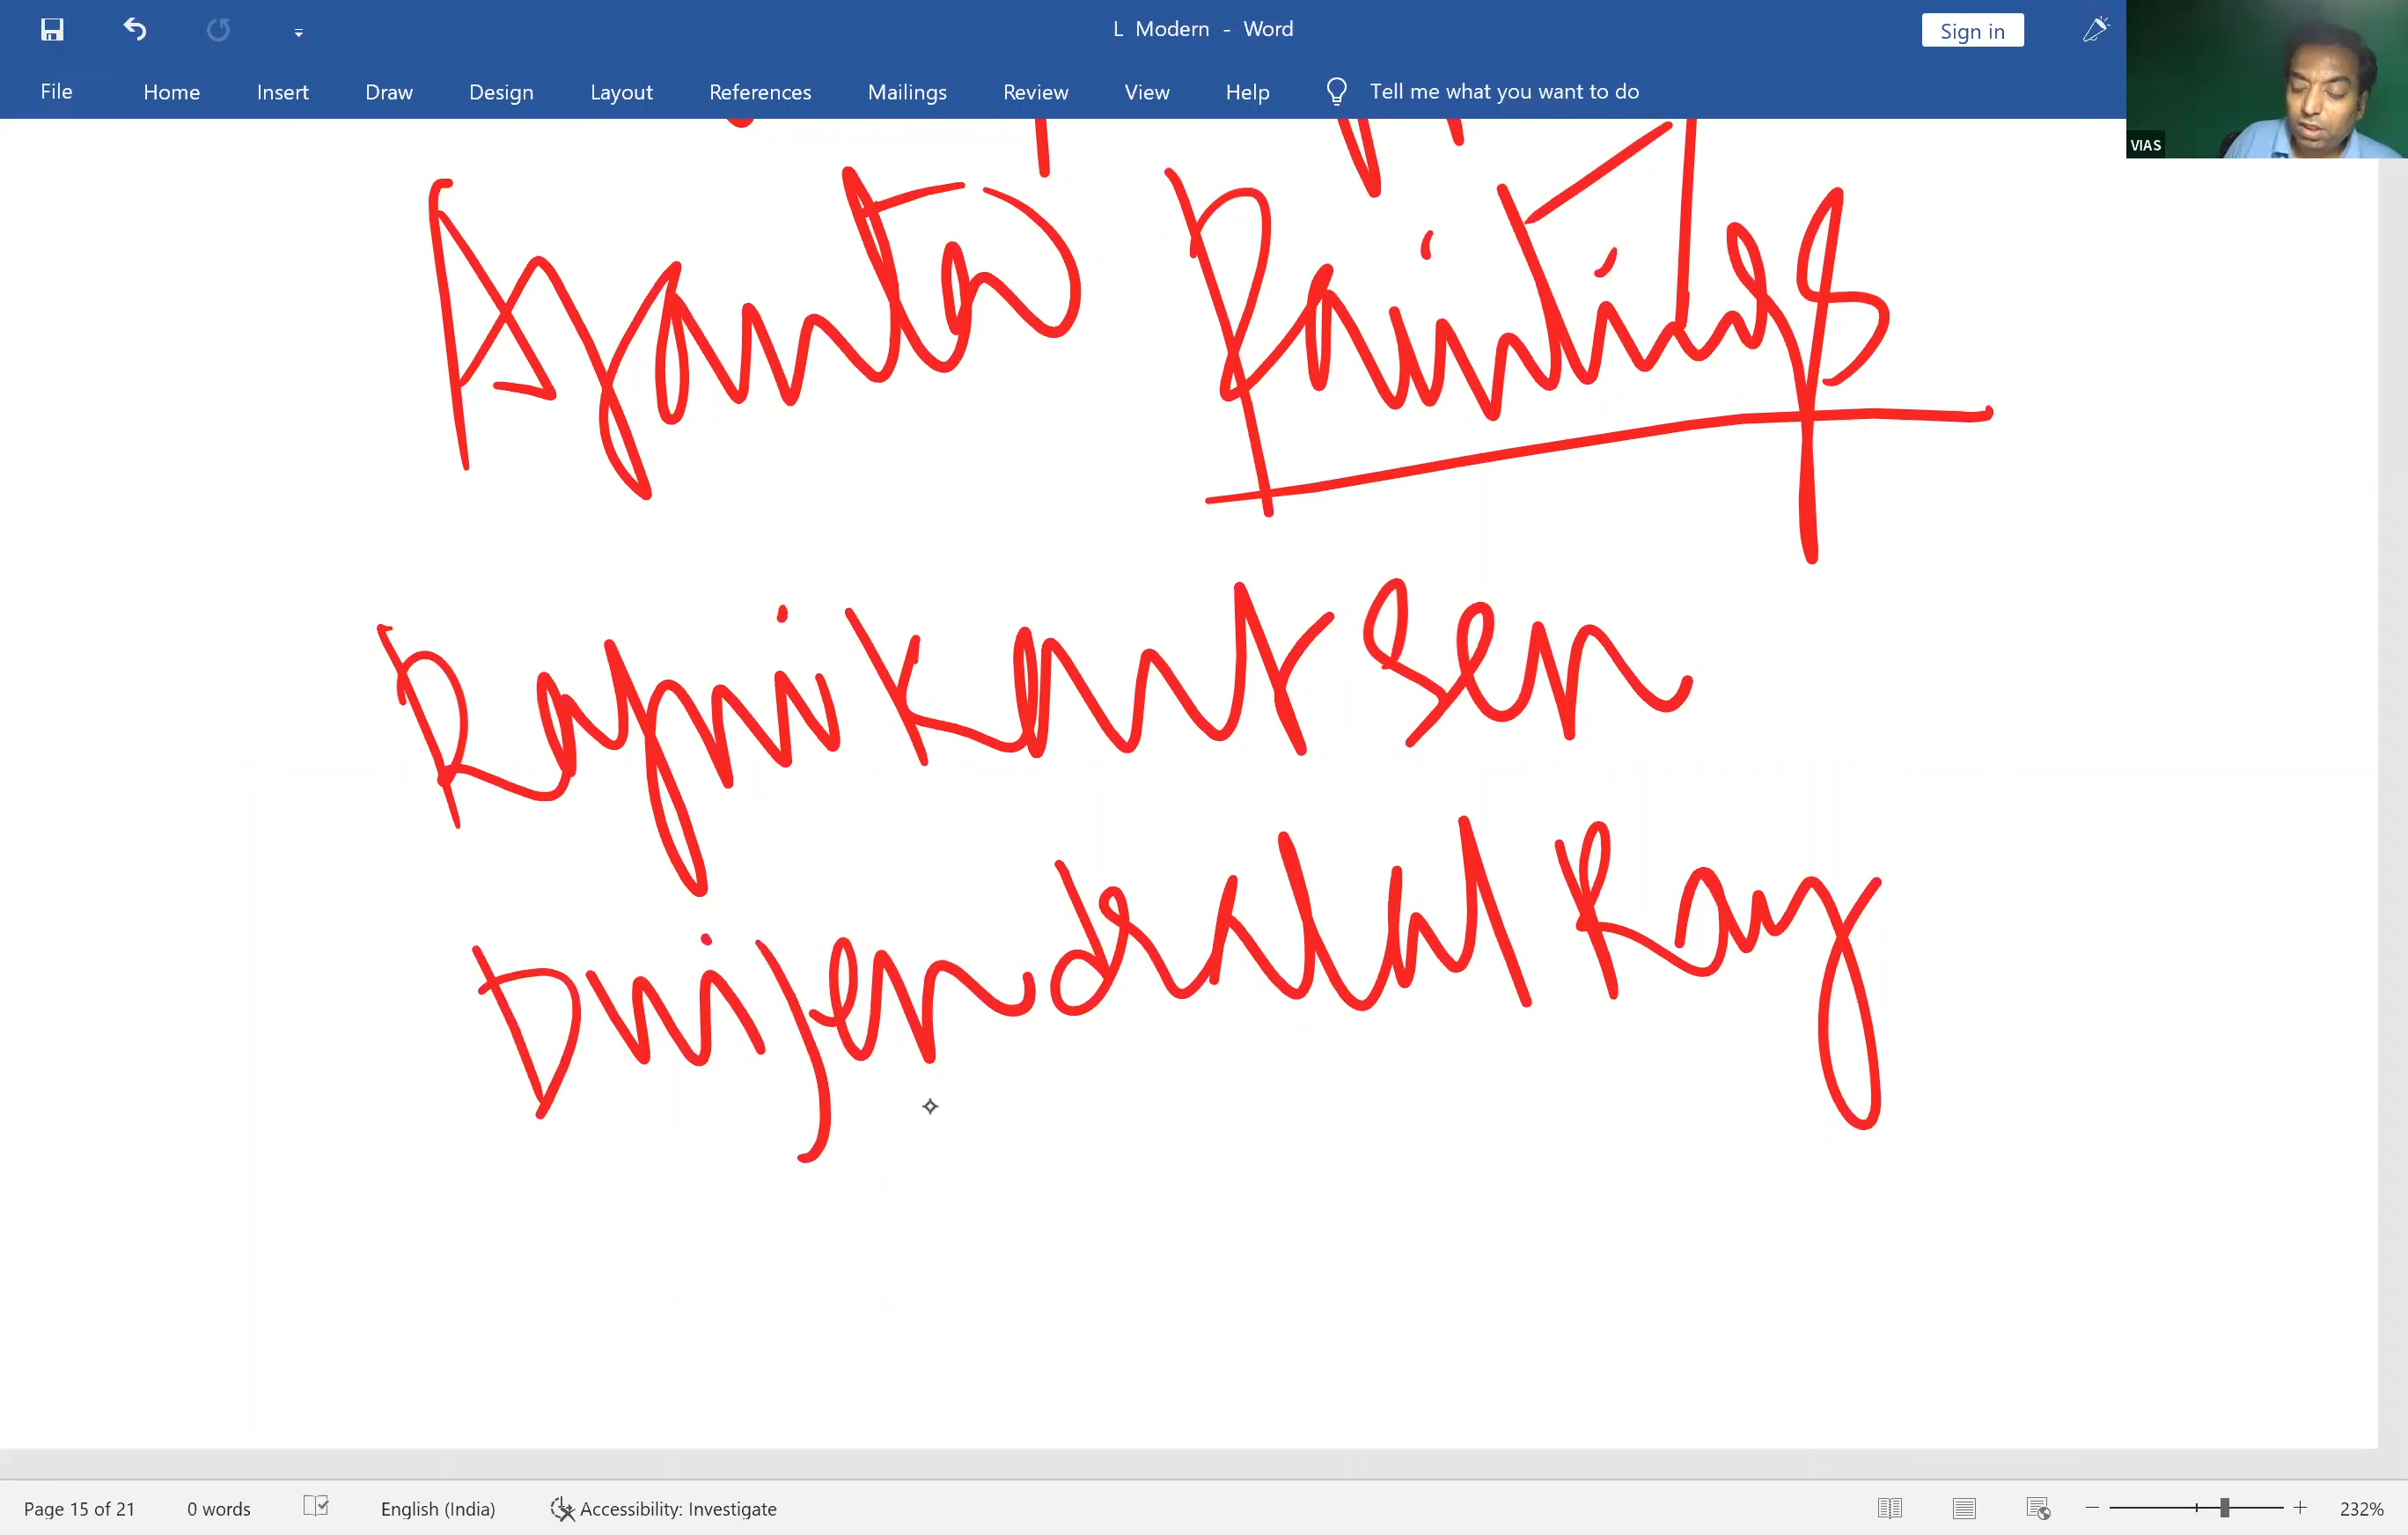 L Modern - Word
Sign in
File Home Insert Draw Design Layout References Mailings Review View Help Tell me what you want to do
VIAS
Ajanta Paintings
Rajnikant Sen
Dwijendralal Ray
Page 15 of 21 0 words English (India) Accessibility: Investigate 232%